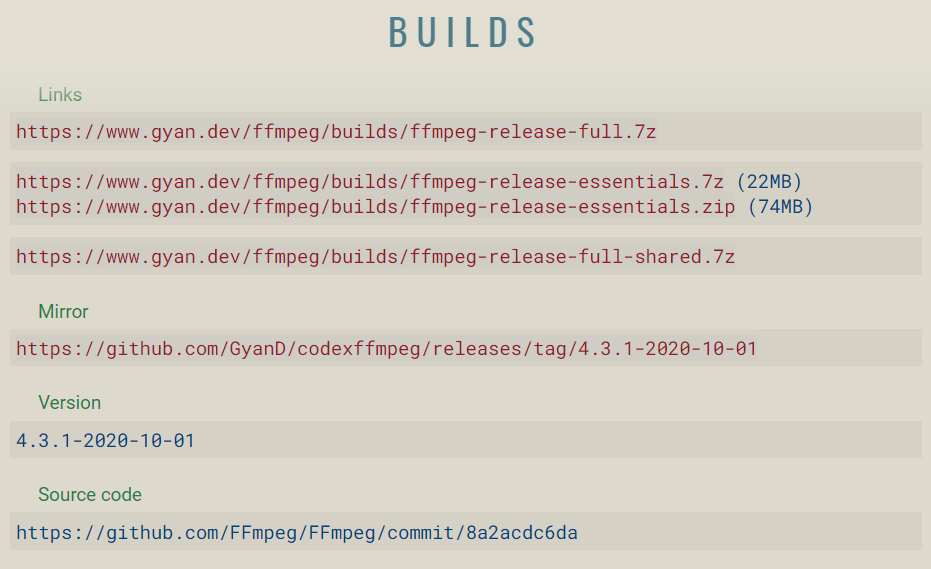 BUILDS
Links
https://www.gyan.dev/ffmpeg/builds/ffmpeg-release-full.7z
https://www.gyan.dev/ffmpeg/builds/ffmpeg-release-essentials.7z (22MB)
https://www.gyan.dev/ffmpeg/builds/ffmpeg-release-essentials.zip (74MB)
https://www.gyan.dev/ffmpeg/builds/ffmpeg-release-full-shared.7z
Mirror
https://github.com/GyanD/codexffmpeg/releases/tag/4.3.1-2020-10-01
Version
4.3.1-2020-10-01
Source code
https://github.com/FFmpeg/FFmpeg/commit/8a2acdc6da